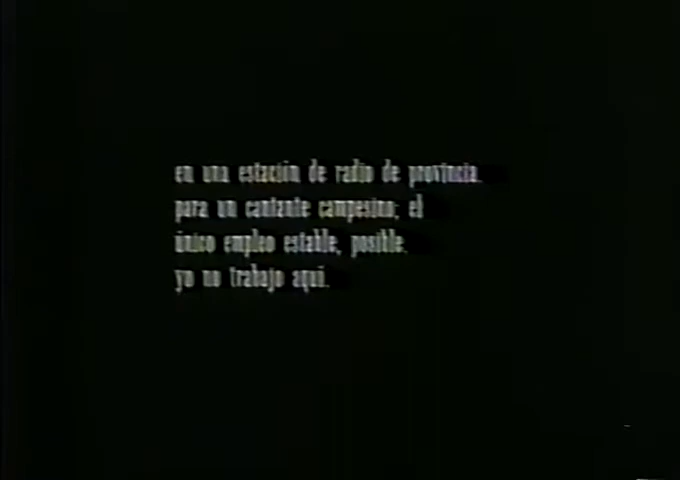 en una estación de radio de provincia.
para un cantante campesino; el
único empleo estable, posible.
yo no trabajo aquí.